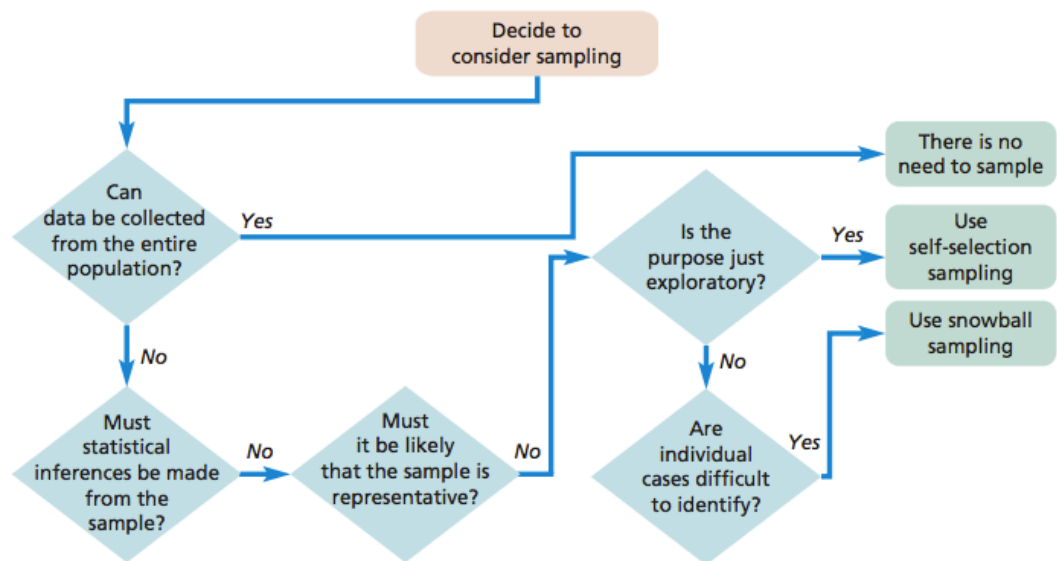 Decide to
consider sampling
Can
data be collected
from the entire
population?
Yes
There is no
need to sample
Is the
purpose just
exploratory?
Yes
Use
self-selection
sampling
No
No
Use snowball
sampling
Must
statistical
inferences be made
from the
sample?
No
Must
it be likely
that the sample is
representative?
No
Are
individual
cases difficult
to identify?
Yes